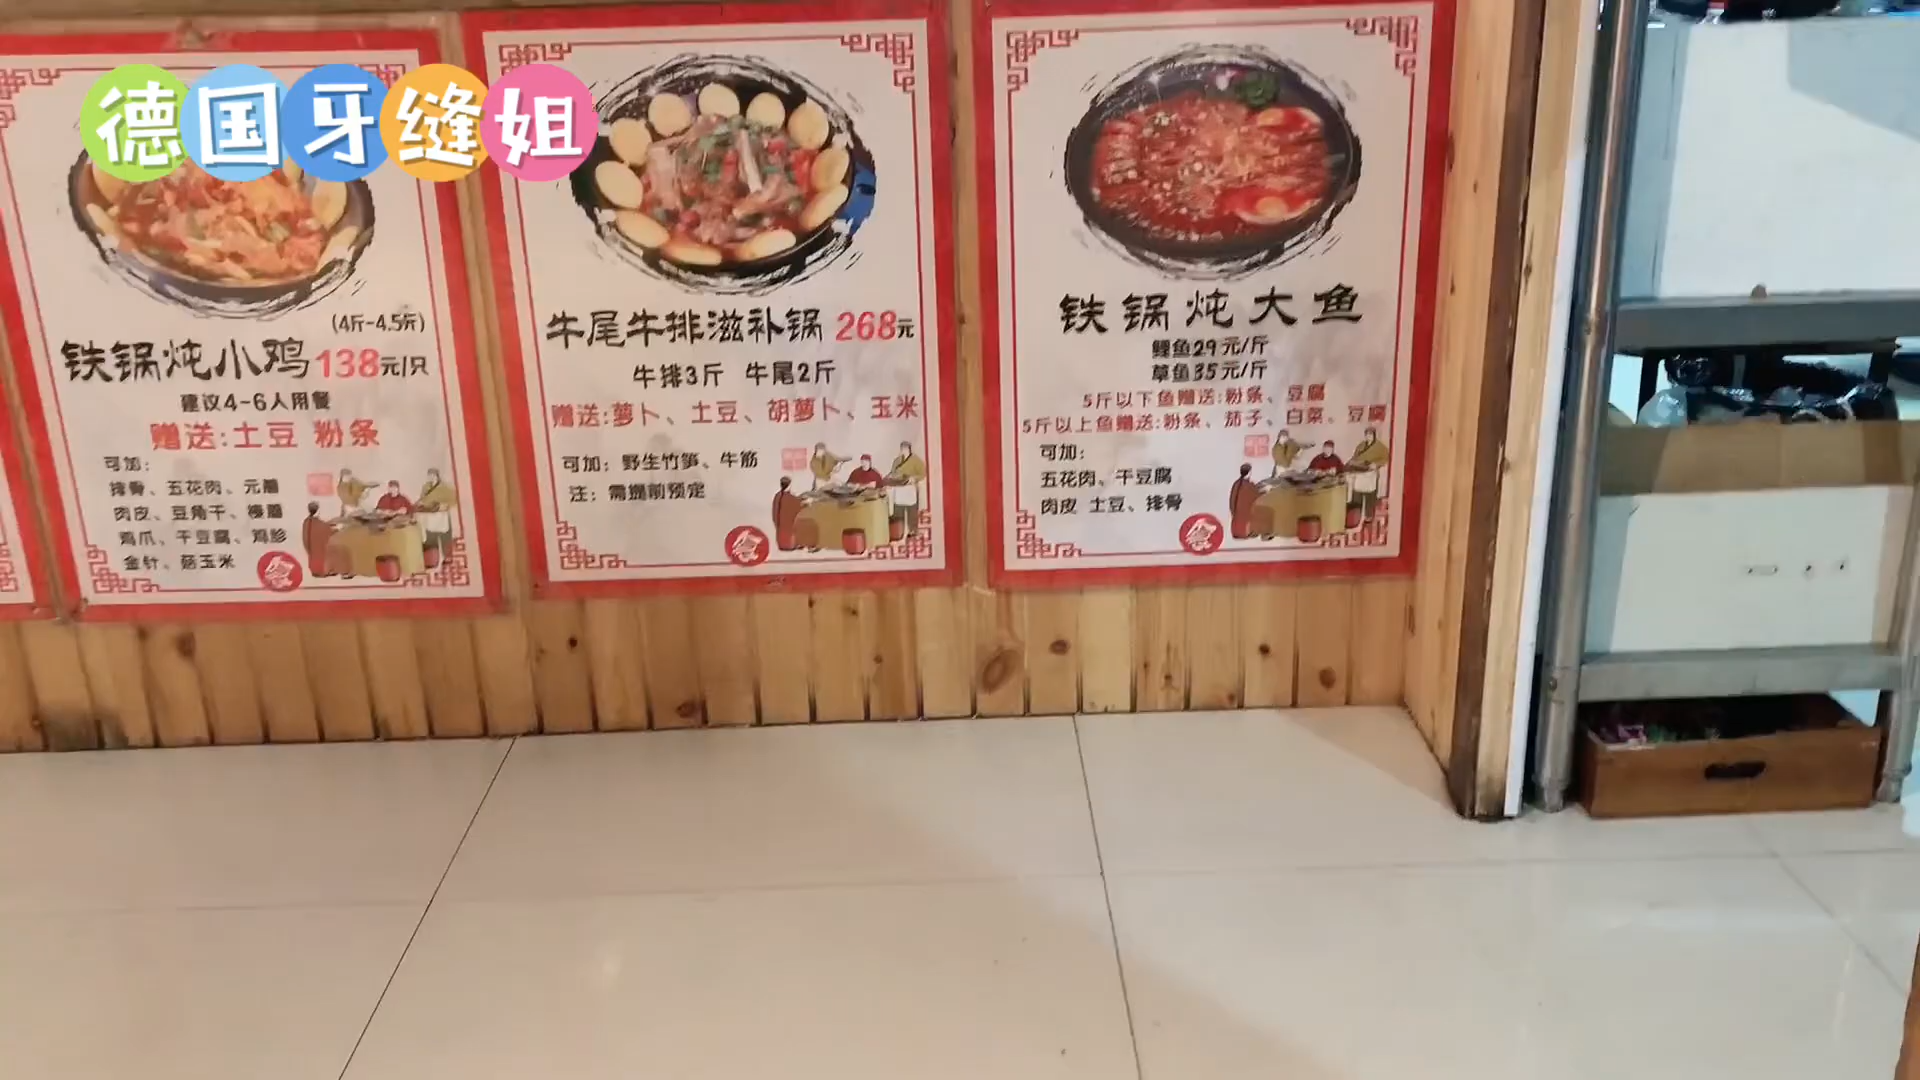 德国牙缝姐
(4斤-4.5斤)
铁锅炖小鸡138元/只
建议4-6人用餐
赠送:土豆 粉条
可加:
排骨、五花肉、元蘑
肉皮、豆角干、榛蘑
鸡爪、干豆腐、鸡胗
金针、菇玉米
牛尾牛排滋补锅 268元
牛排3斤 牛尾2斤
赠送:萝卜、土豆、胡萝卜、玉米
可加: 野生竹笋、牛筋
注: 需提前预定
铁锅炖大鱼
鲤鱼29元/斤
草鱼35元/斤
5斤以下鱼赠送:粉条、豆腐
5斤以上鱼赠送:粉条、茄子、白菜、豆腐
可加:
五花肉、干豆腐
肉皮 土豆、排骨